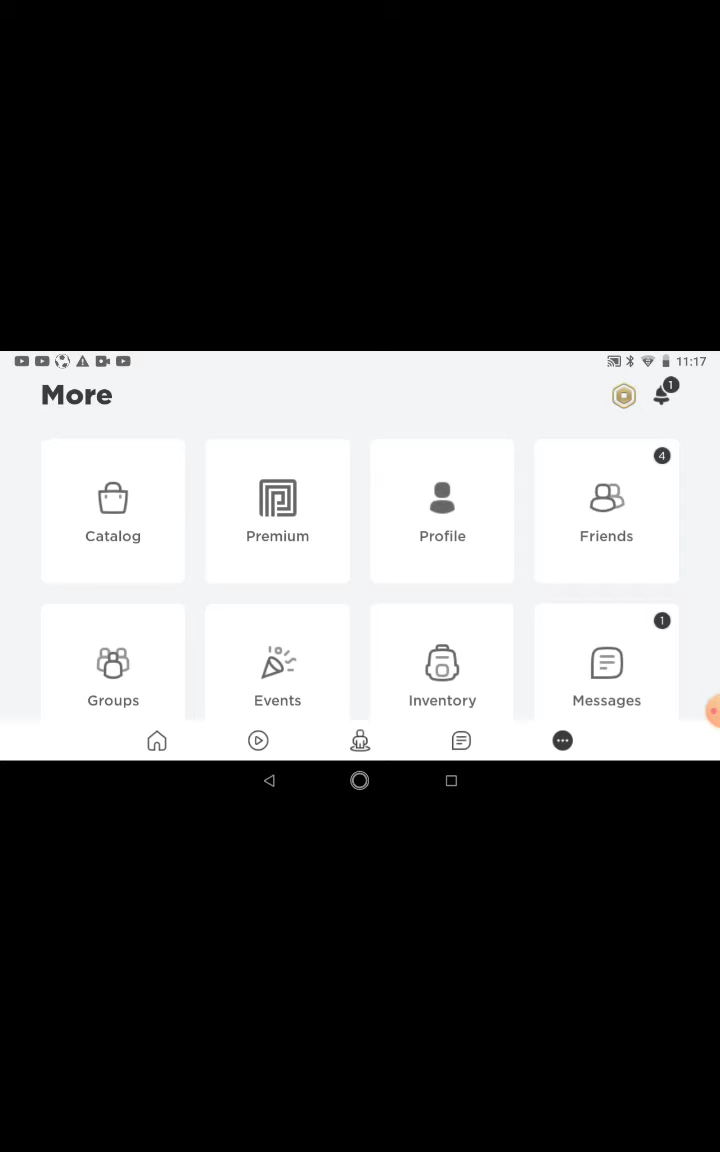 11:17
More
1
4
Catalog
Premium
Profile
Friends
1
Groups
Events
Inventory
Messages